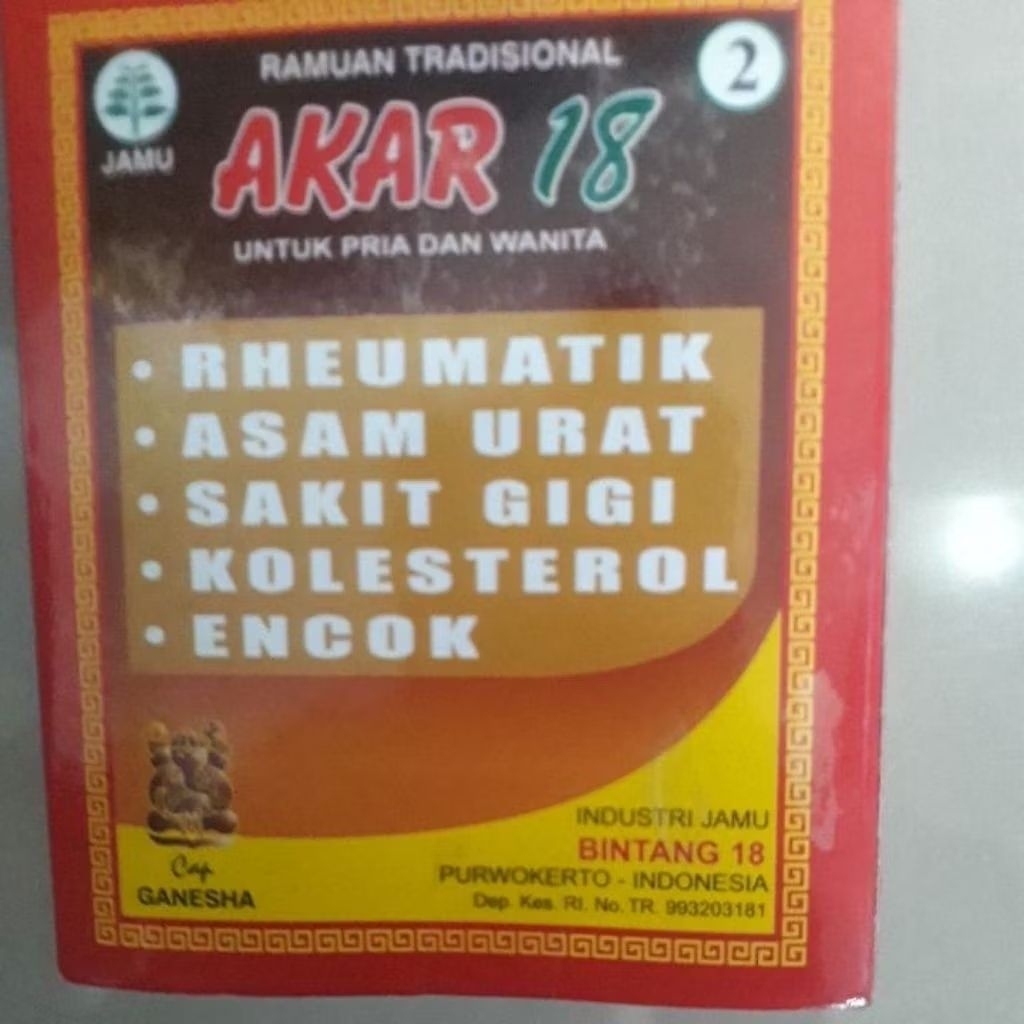 RAMUAN TRADISIONAL
2
JAMU
AKAR 18
UNTUK PRIA DAN WANITA
• RHEUMATIK
• ASAM URAT
• SAKIT GIGI
• KOLESTEROL
• ENCOK
Cap
GANESHA
INDUSTRI JAMU
BINTANG 18
PURWOKERTO - INDONESIA
Dep. Kes. RI. No. TR. 993203181